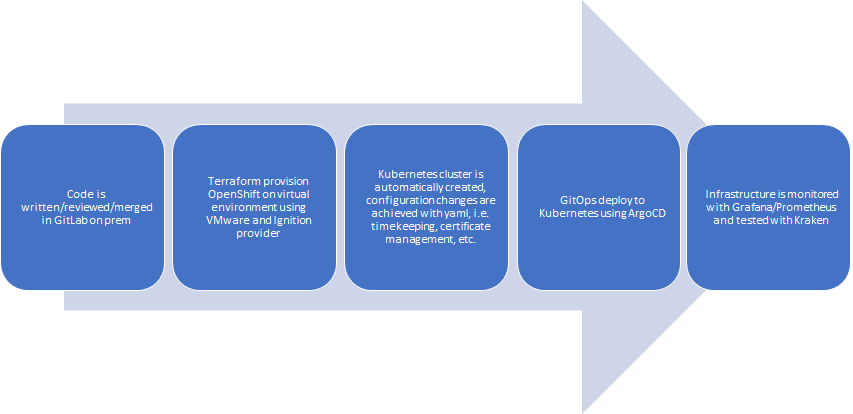 Code is
written/reviewed/merged
in GitLab on prem
Terraform provision
OpenShift on virtual
environment using
VMware and Ignition
provider
Kubernetes cluster is
automatically created,
configuration changes are
achieved with yaml, i.e.
timekeeping, certificate
management, etc.
GitOps deploy to
Kubernetes using ArgoCD
Infrastructure is monitored
with Grafana/Prometheus
and tested with Kraken